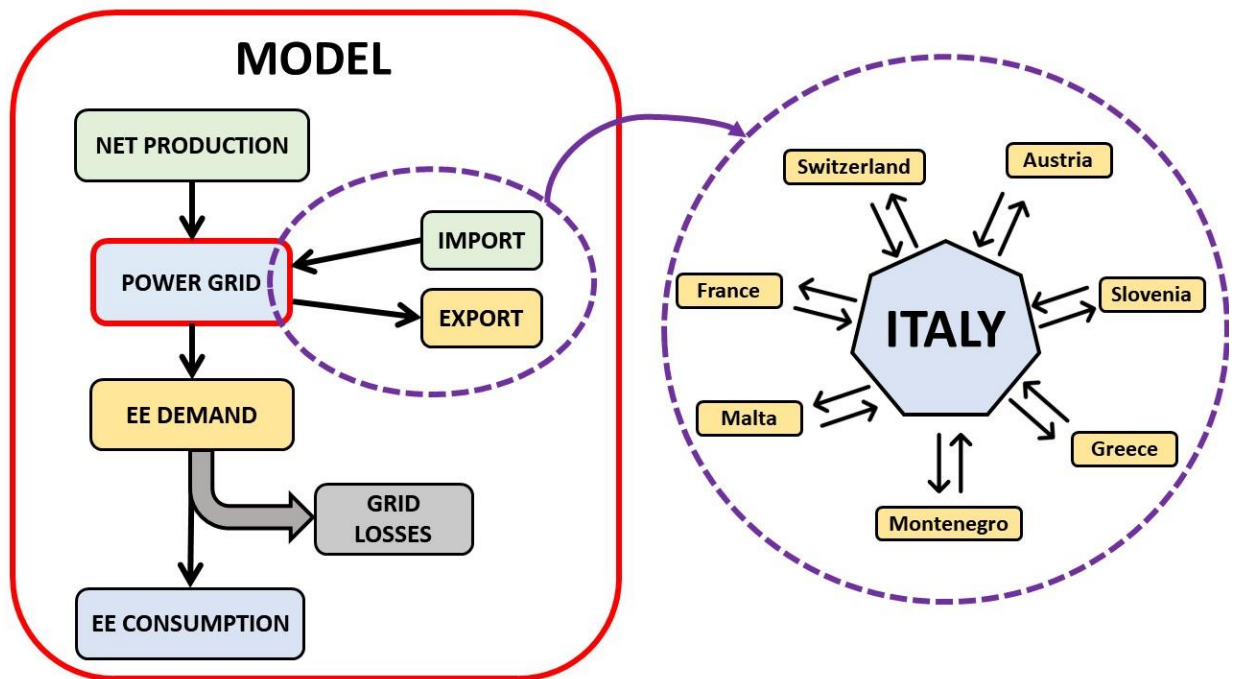 MODEL
NET PRODUCTION
POWER GRID
IMPORT
EXPORT
EE DEMAND
GRID
LOSSES
EE CONSUMPTION
Switzerland
Austria
France
Slovenia
ITALY
Malta
Greece
Montenegro